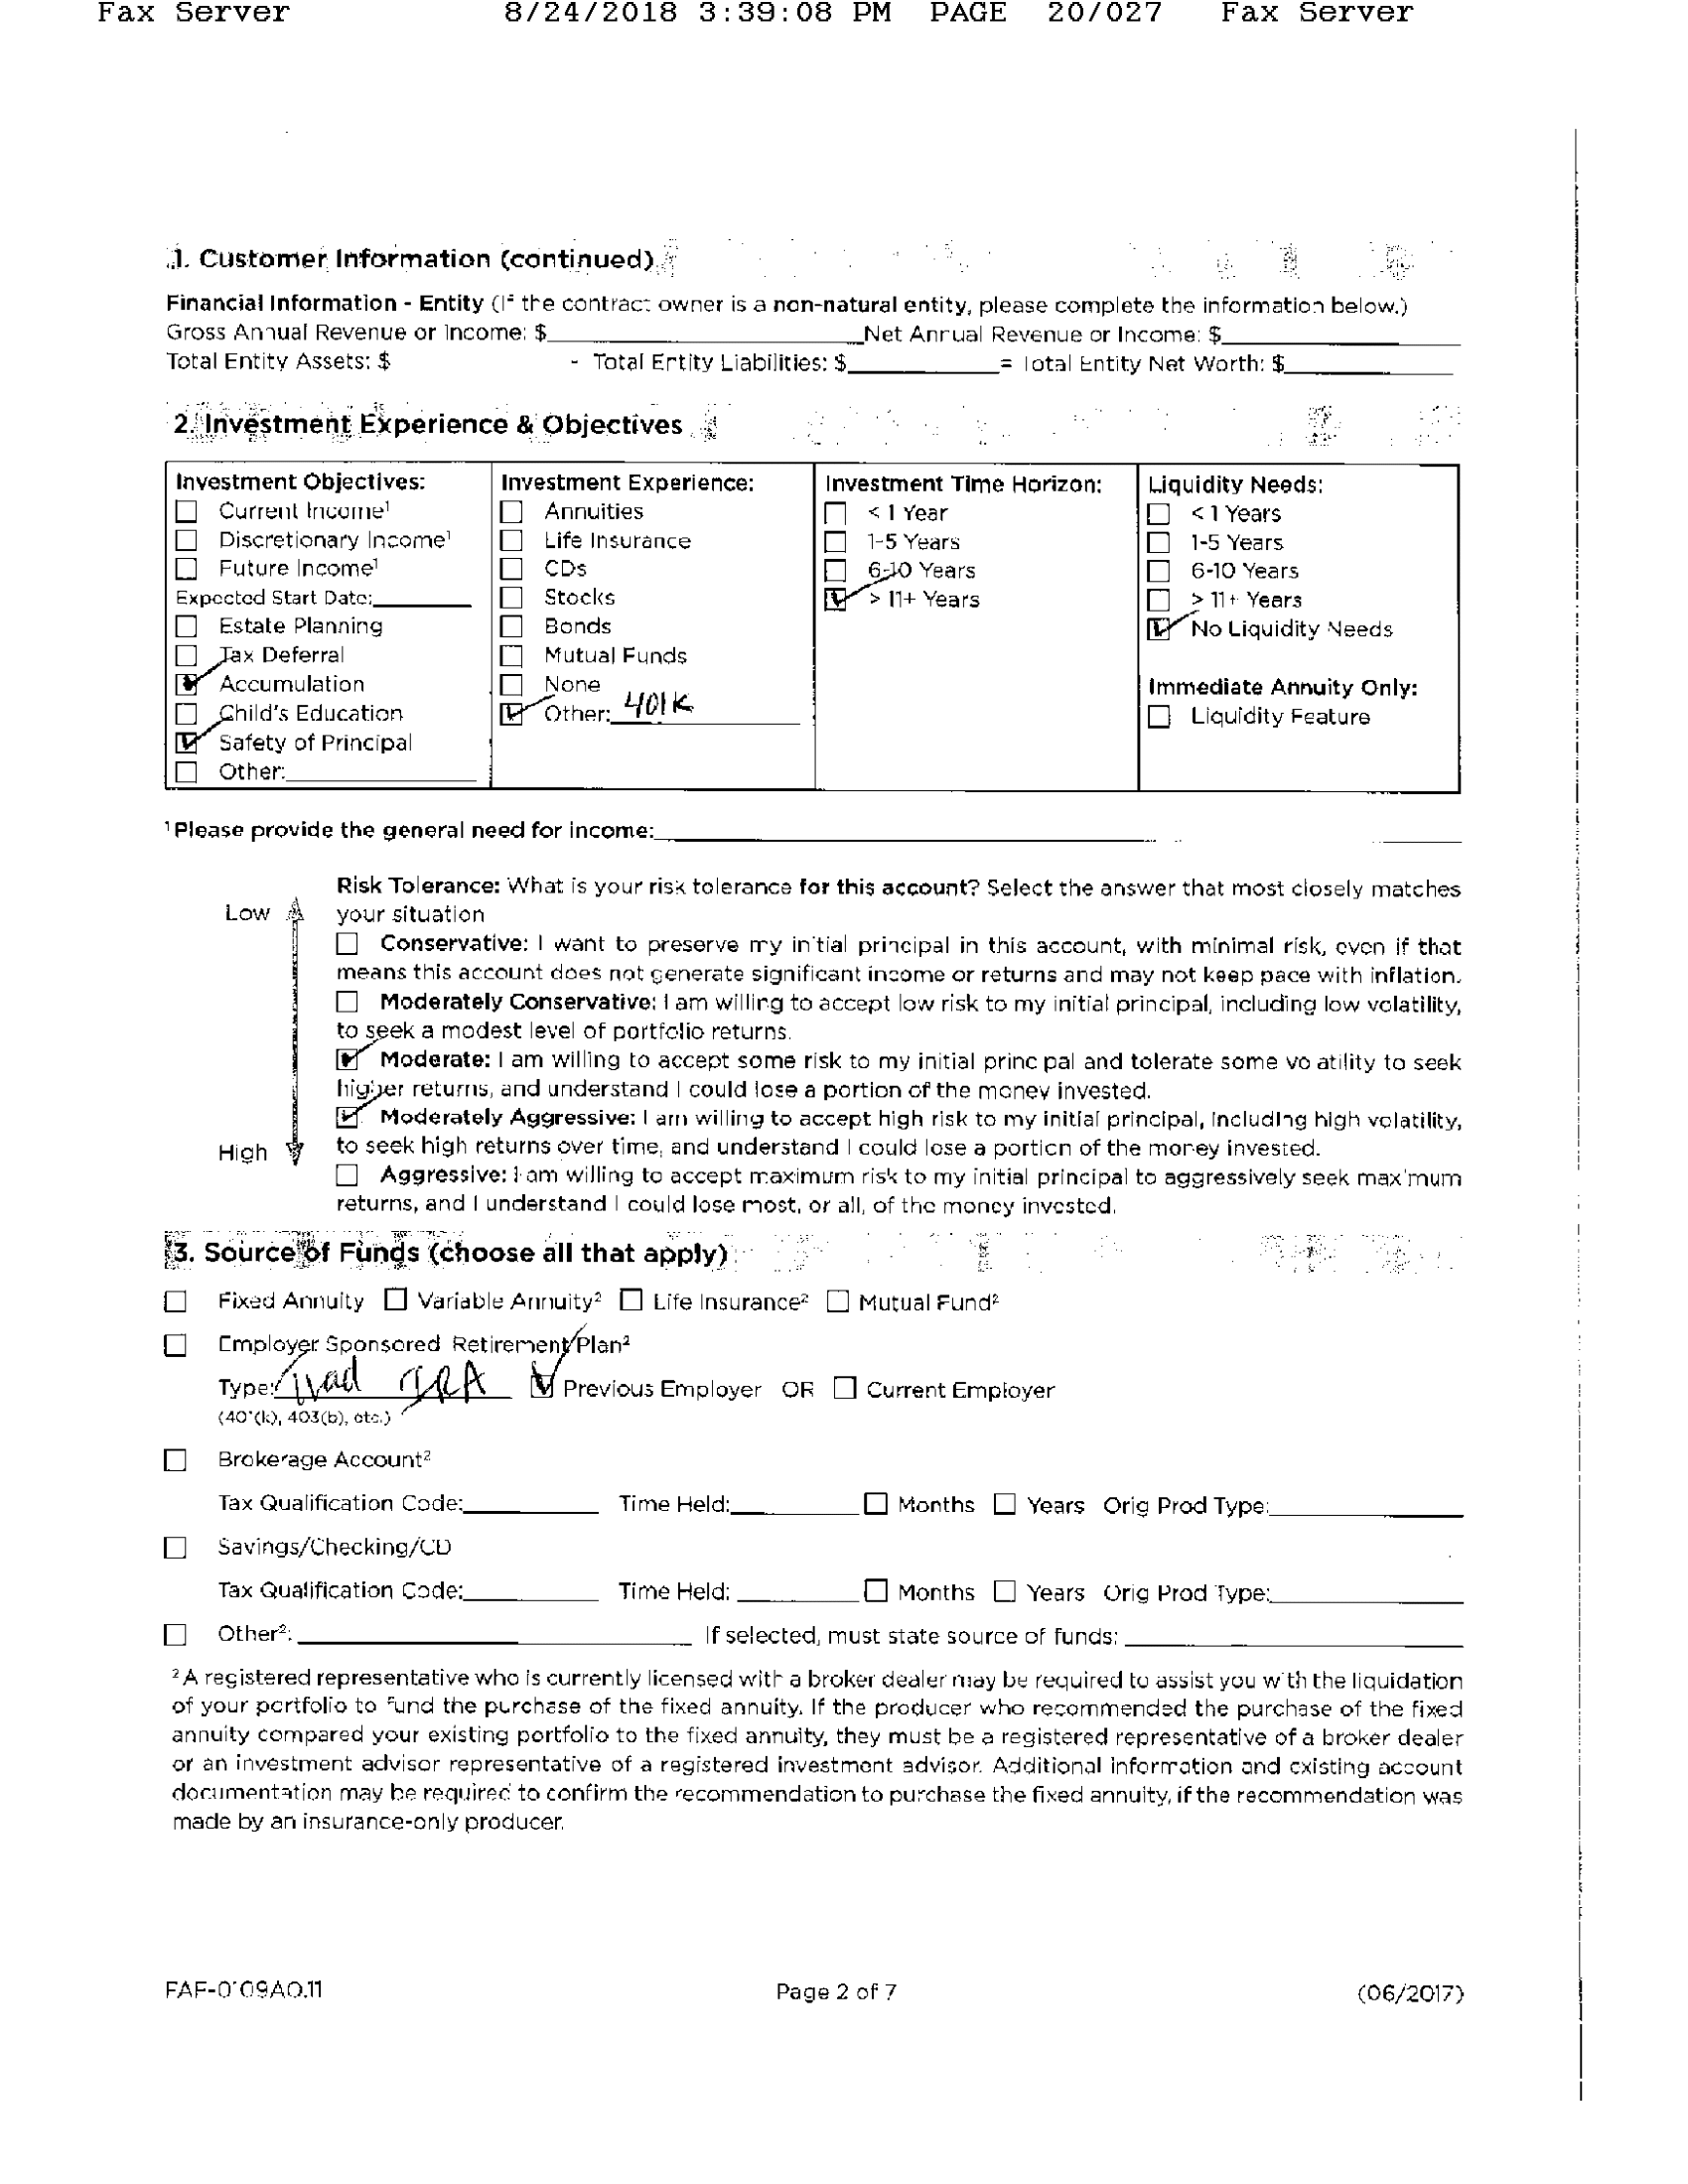 Fax Server 8/24/2018 3:39:08 PM PAGE 20/027 Fax Server
1. Customer Information (continued)
Financial Information - Entity (If the contract owner is a non-natural entity, please complete the information below.)
Gross Annual Revenue or Income: $ Net Annual Revenue or Income: $
Total Entity Assets: $ - Total Entity Liabilities: $ = Total Entity Net Worth: $
2. Investment Experience & Objectives
Investment Objectives:
Current Income¹
Discretionary Income¹
Future Income¹
Expected Start Date:
Estate Planning
Tax Deferral
Accumulation
Child's Education
Safety of Principal
Other:
Investment Experience:
Annuities
Life Insurance
CDs
Stocks
Bonds
Mutual Funds
None
Other: 401K
Investment Time Horizon:
< 1 Year
1-5 Years
6-10 Years
> 11+ Years
Liquidity Needs:
< 1 Years
1-5 Years
6-10 Years
> 11+ Years
No Liquidity Needs
Immediate Annuity Only:
Liquidity Feature
¹ Please provide the general need for income:
Risk Tolerance: What is your risk tolerance for this account? Select the answer that most closely matches
Low your situation
Conservative: I want to preserve my initial principal in this account, with minimal risk, even if that
means this account does not generate significant income or returns and may not keep pace with inflation.
Moderately Conservative: I am willing to accept low risk to my initial principal, including low volatility,
to seek a modest level of portfolio returns.
Moderate: I am willing to accept some risk to my initial principal and tolerate some volatility to seek
higher returns, and understand I could lose a portion of the money invested.
Moderately Aggressive: I am willing to accept high risk to my initial principal, including high volatility,
High to seek high returns over time, and understand I could lose a portion of the money invested.
Aggressive: I am willing to accept maximum risk to my initial principal to aggressively seek maximum
returns, and I understand I could lose most, or all, of the money invested.
3. Source of Funds (choose all that apply)
Fixed Annuity Variable Annuity² Life Insurance² Mutual Fund²
Employer Sponsored Retirement Plan²
Type: Trad IRA Previous Employer OR Current Employer
(401(k), 403(b), etc.)
Brokerage Account²
Tax Qualification Code: Time Held: Months Years Orig Prod Type:
Savings/Checking/CD
Tax Qualification Code: Time Held: Months Years Orig Prod Type:
Other²: If selected, must state source of funds:
² A registered representative who is currently licensed with a broker dealer may be required to assist you with the liquidation
of your portfolio to fund the purchase of the fixed annuity. If the producer who recommended the purchase of the fixed
annuity compared your existing portfolio to the fixed annuity, they must be a registered representative of a broker dealer
or an investment advisor representative of a registered investment advisor. Additional information and existing account
documentation may be required to confirm the recommendation to purchase the fixed annuity, if the recommendation was
made by an insurance-only producer.
FAF-0109AO.11 Page 2 of 7 (06/2017)